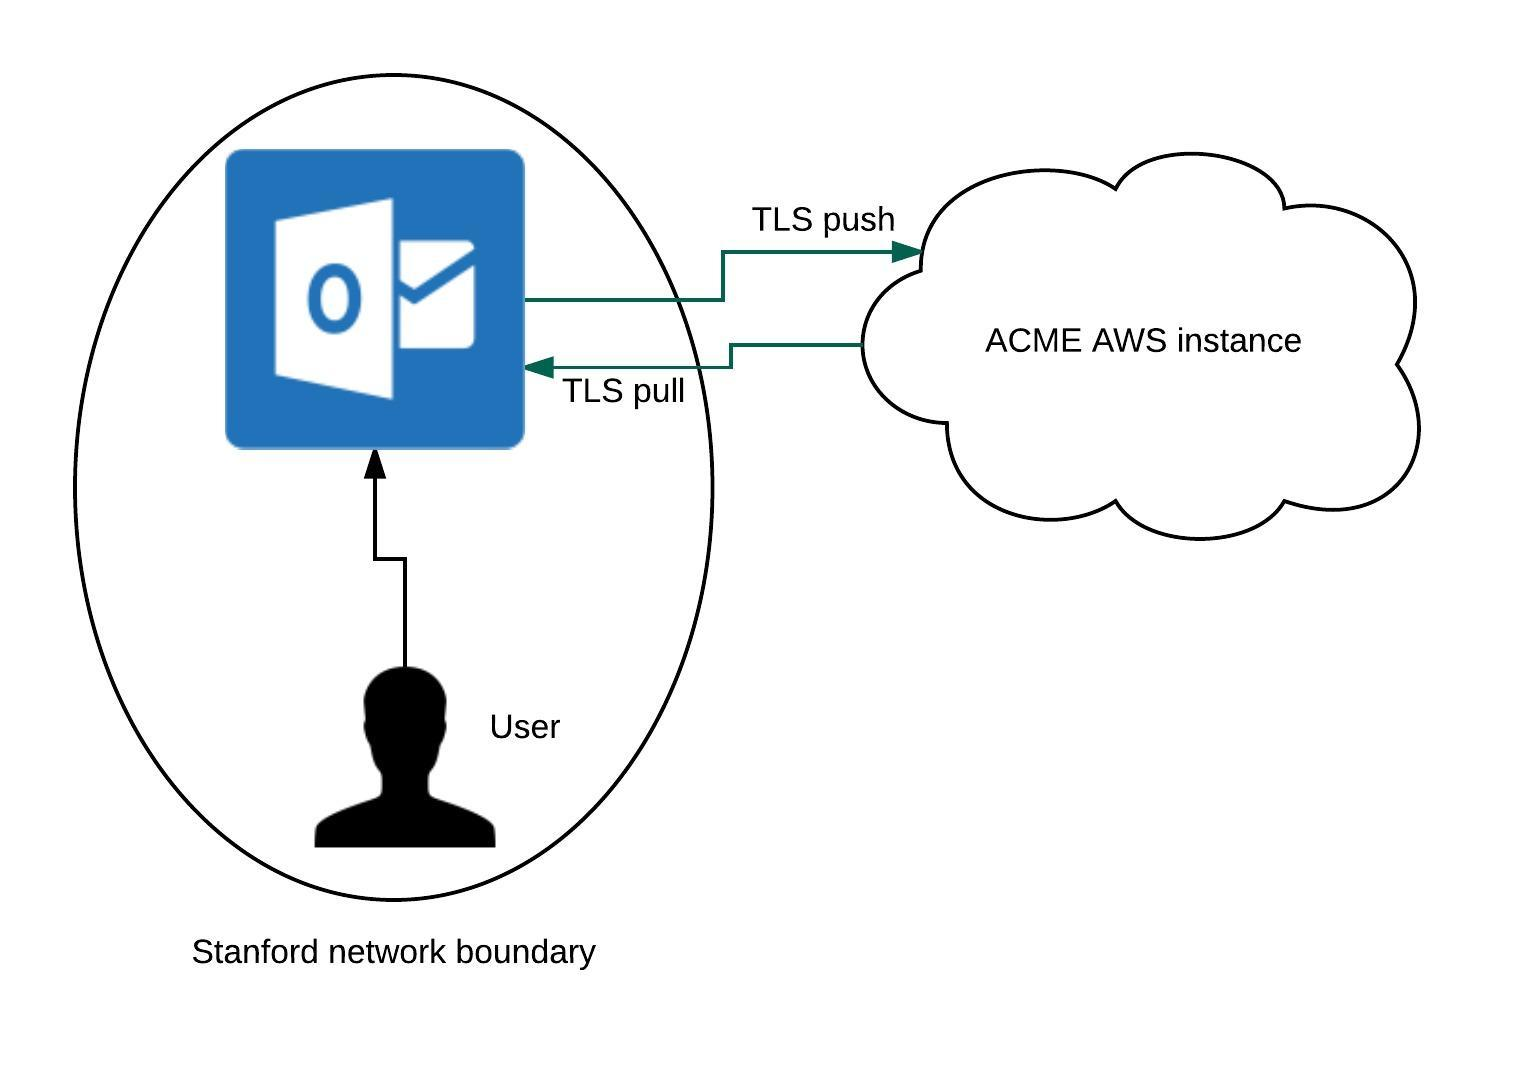 TLS push
ACME AWS instance
TLS pull
User
Stanford network boundary